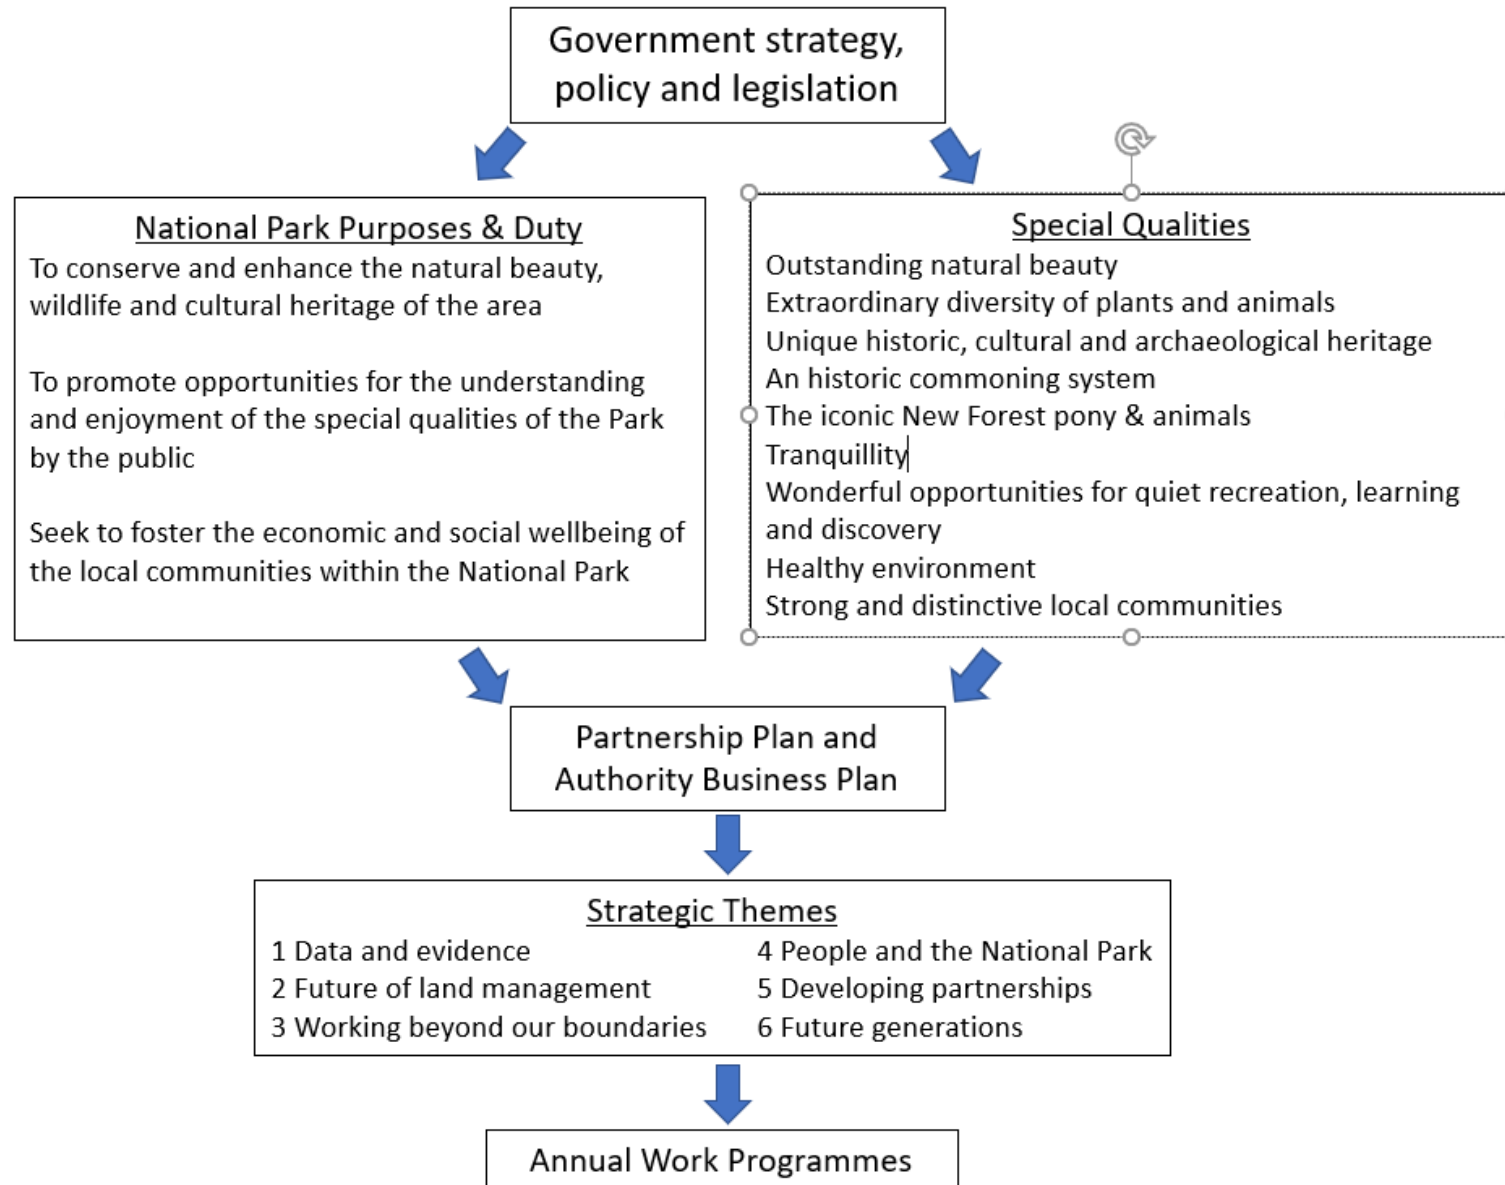 Government strategy,
policy and legislation
National Park Purposes & Duty
To conserve and enhance the natural beauty,
wildlife and cultural heritage of the area
To promote opportunities for the understanding
and enjoyment of the special qualities of the Park
by the public
Seek to foster the economic and social wellbeing of
the local communities within the National Park
Special Qualities
Outstanding natural beauty
Extraordinary diversity of plants and animals
Unique historic, cultural and archaeological heritage
An historic commoning system
The iconic New Forest pony & animals
Tranquillity
Wonderful opportunities for quiet recreation, learning
and discovery
Healthy environment
Strong and distinctive local communities
Partnership Plan and
Authority Business Plan
Strategic Themes
1 Data and evidence
2 Future of land management
3 Working beyond our boundaries
4 People and the National Park
5 Developing partnerships
6 Future generations
Annual Work Programmes